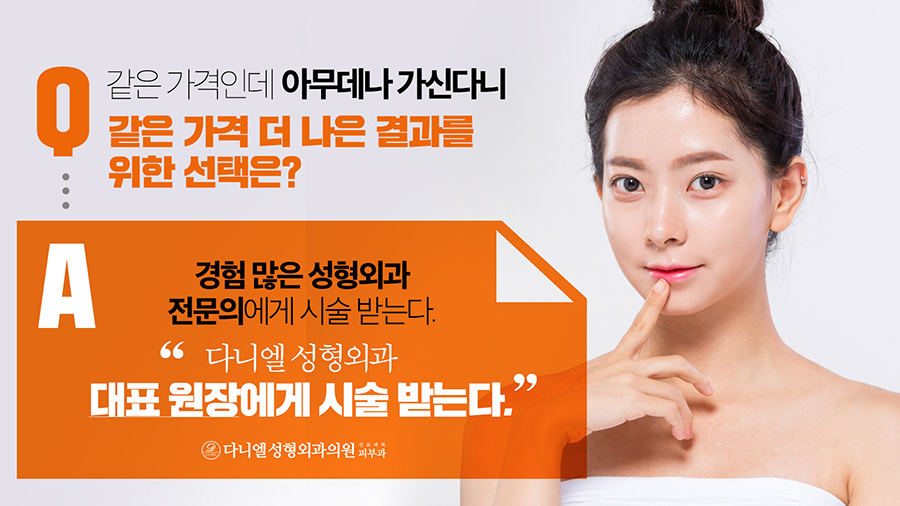 Q
같은 가격인데 아무데나 가신다니
같은 가격 더 나은 결과를
위한 선택은?
A
경험 많은 성형외과
전문의에게 시술 받는다.
“ 다니엘 성형외과
대표 원장에게 시술 받는다.”
다니엘성형외과의원 진료과목 피부과